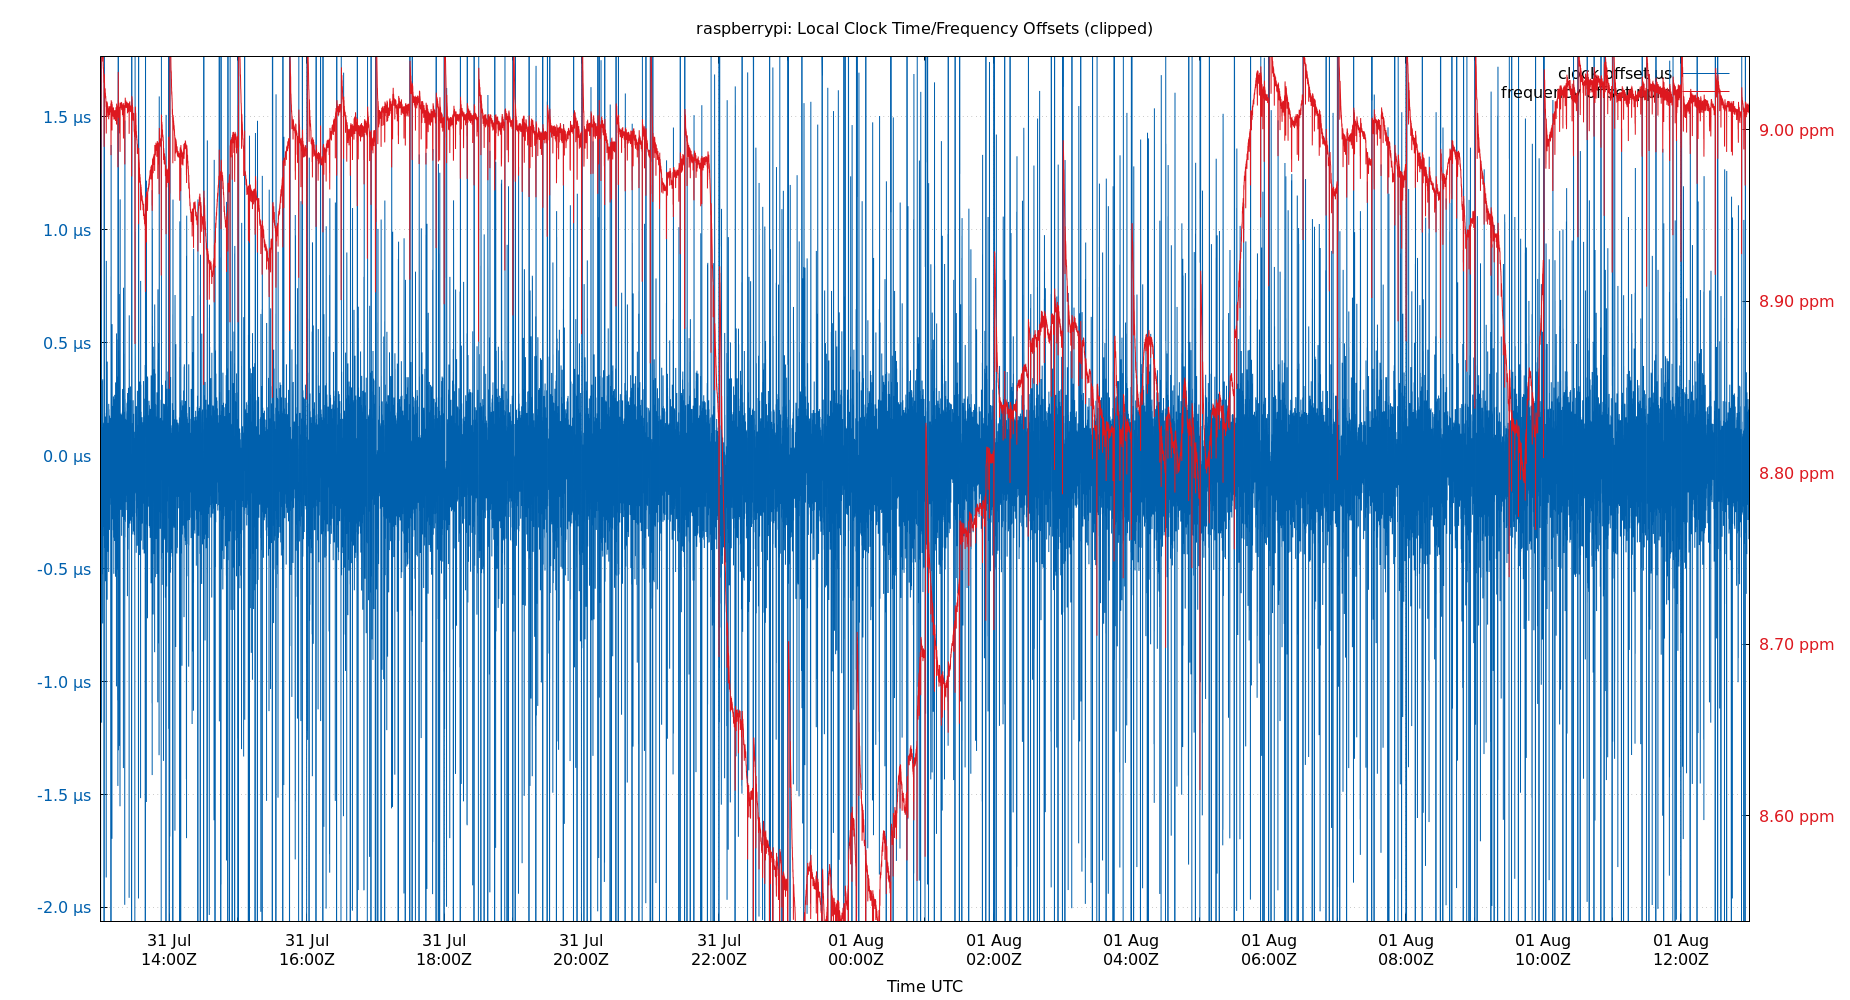 raspberrypi: Local Clock Time/Frequency Offsets (clipped)
clock offset µs
frequency offset ppm
1.5 µs
1.0 µs
0.5 µs
0.0 µs
-0.5 µs
-1.0 µs
-1.5 µs
-2.0 µs
9.00 ppm
8.90 ppm
8.80 ppm
8.70 ppm
8.60 ppm
31 Jul 31 Jul 31 Jul 31 Jul 31 Jul 01 Aug 01 Aug 01 Aug 01 Aug 01 Aug 01 Aug 01 Aug
14:00Z 16:00Z 18:00Z 20:00Z 22:00Z 00:00Z 02:00Z 04:00Z 06:00Z 08:00Z 10:00Z 12:00Z
Time UTC